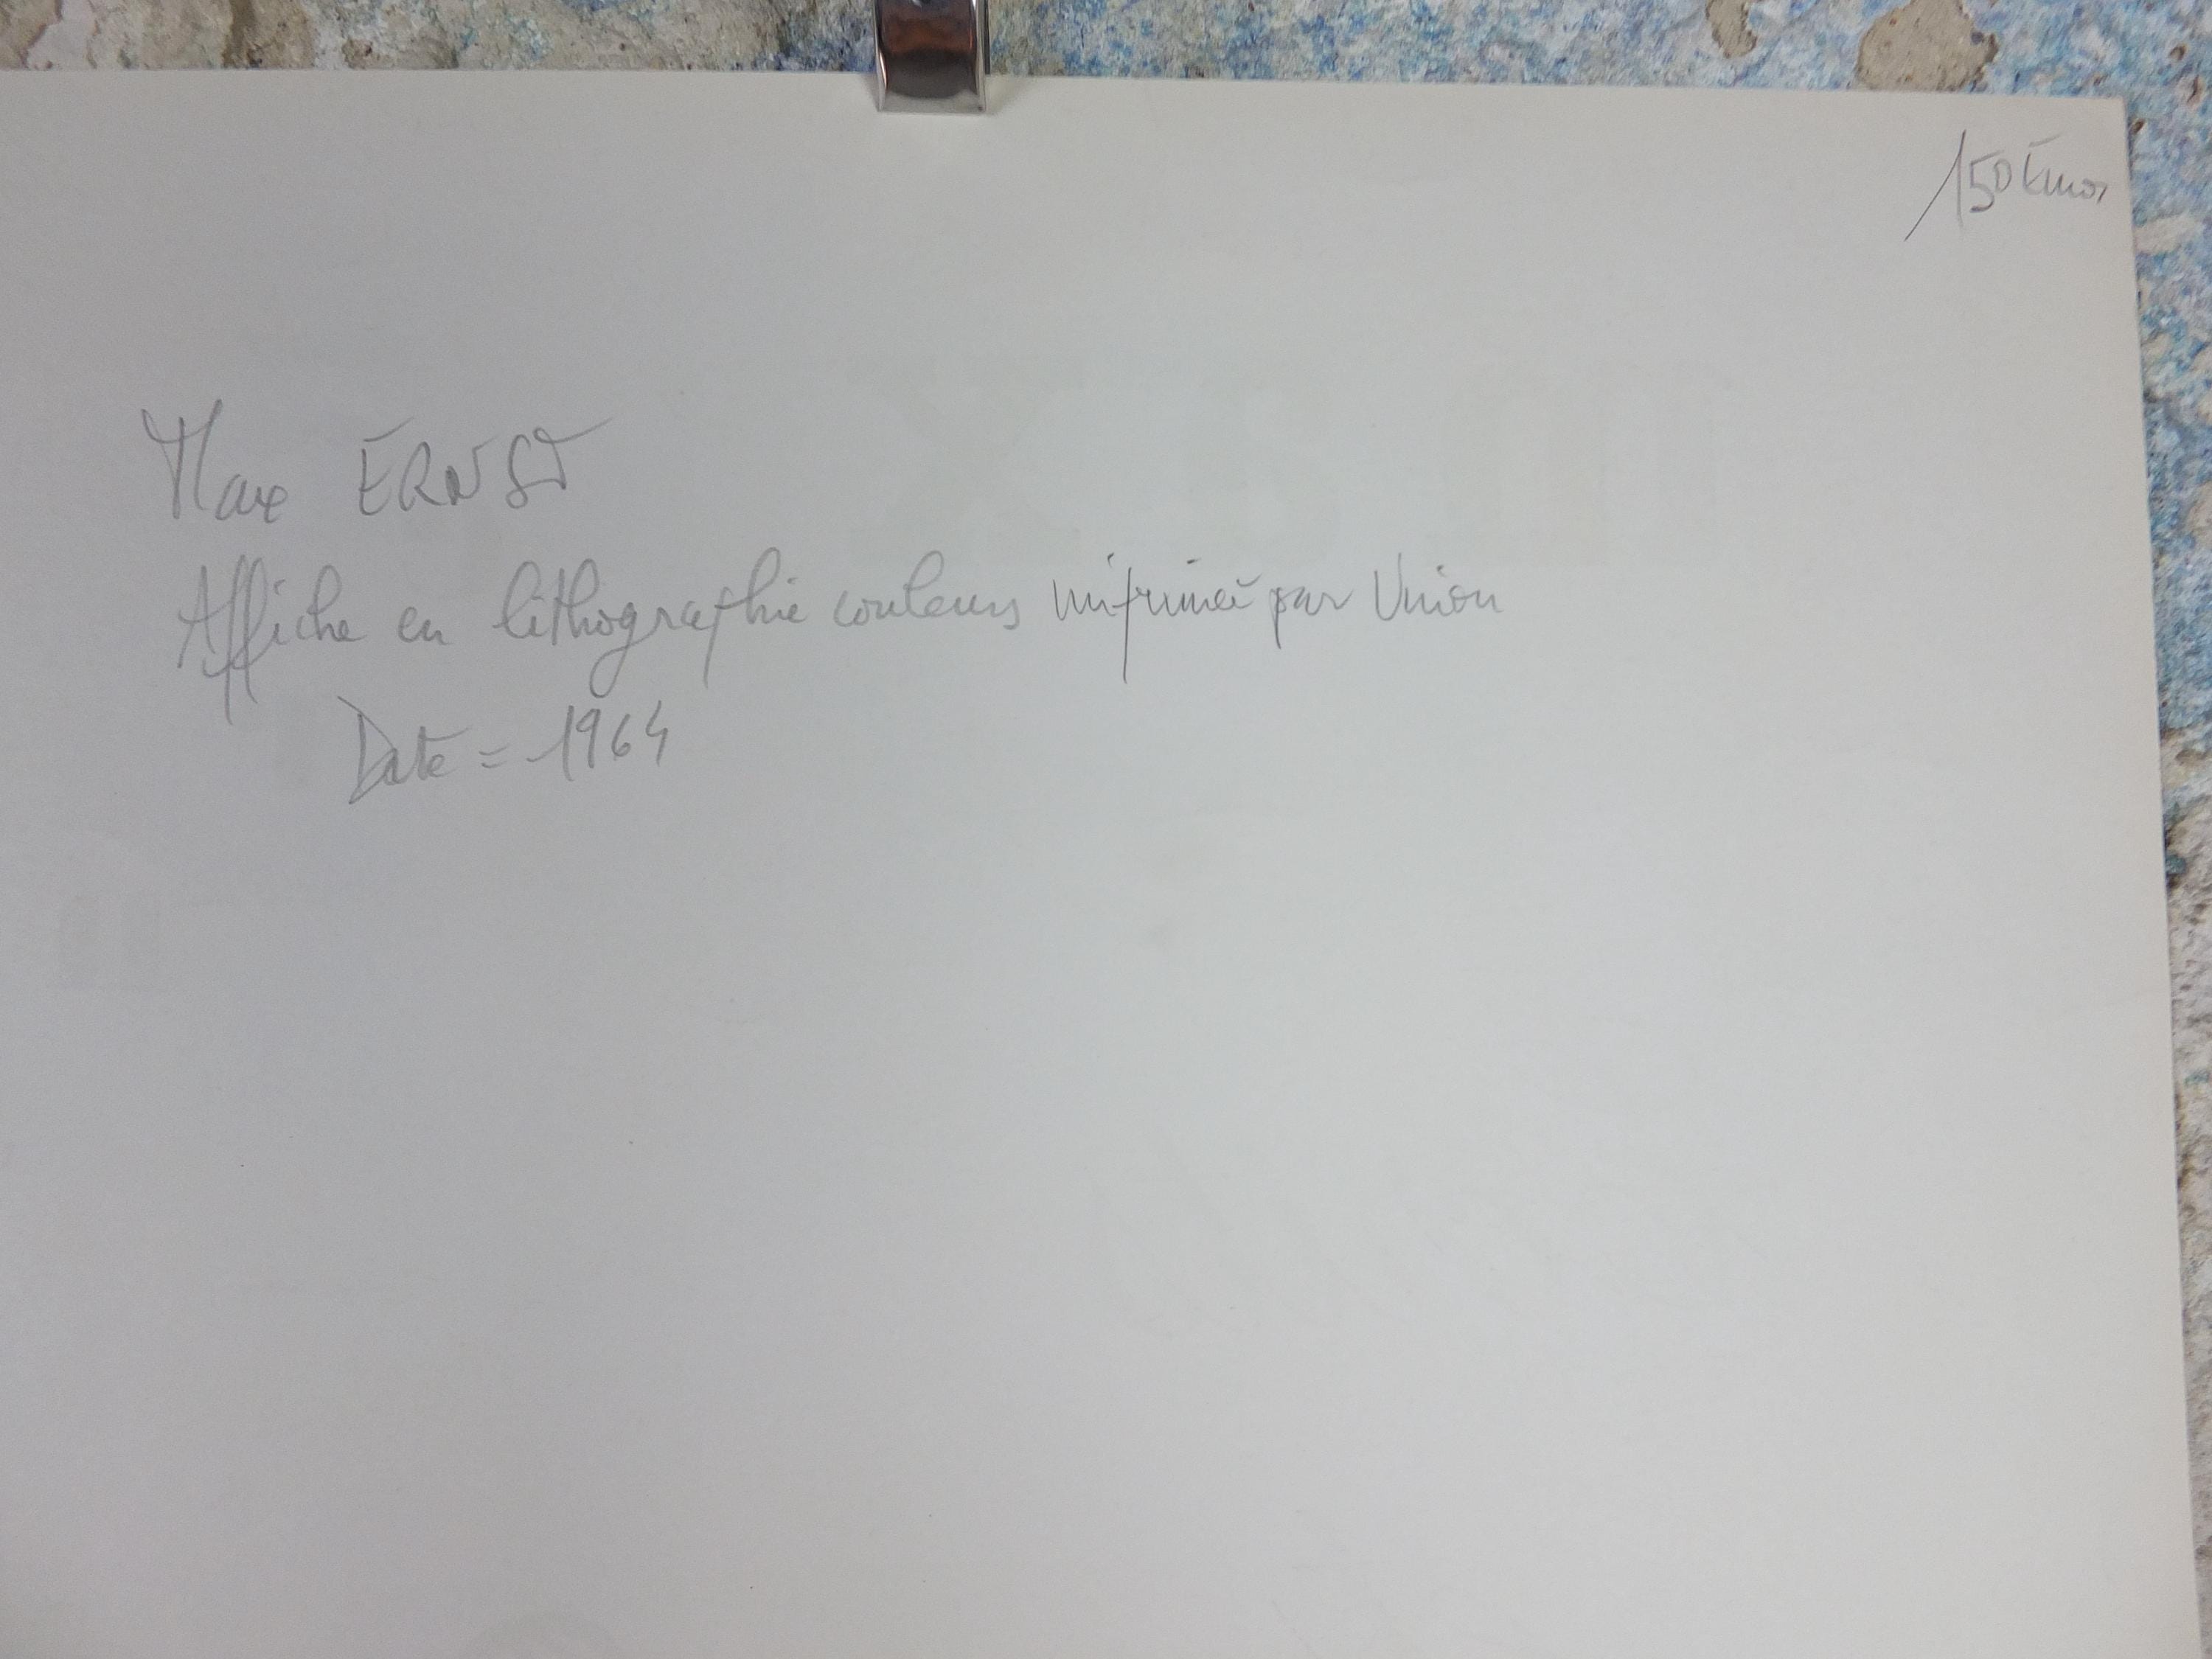 150 Euros
Max ERNST
Affiche en lithographie couleurs imprimée par Union
Date = 1964